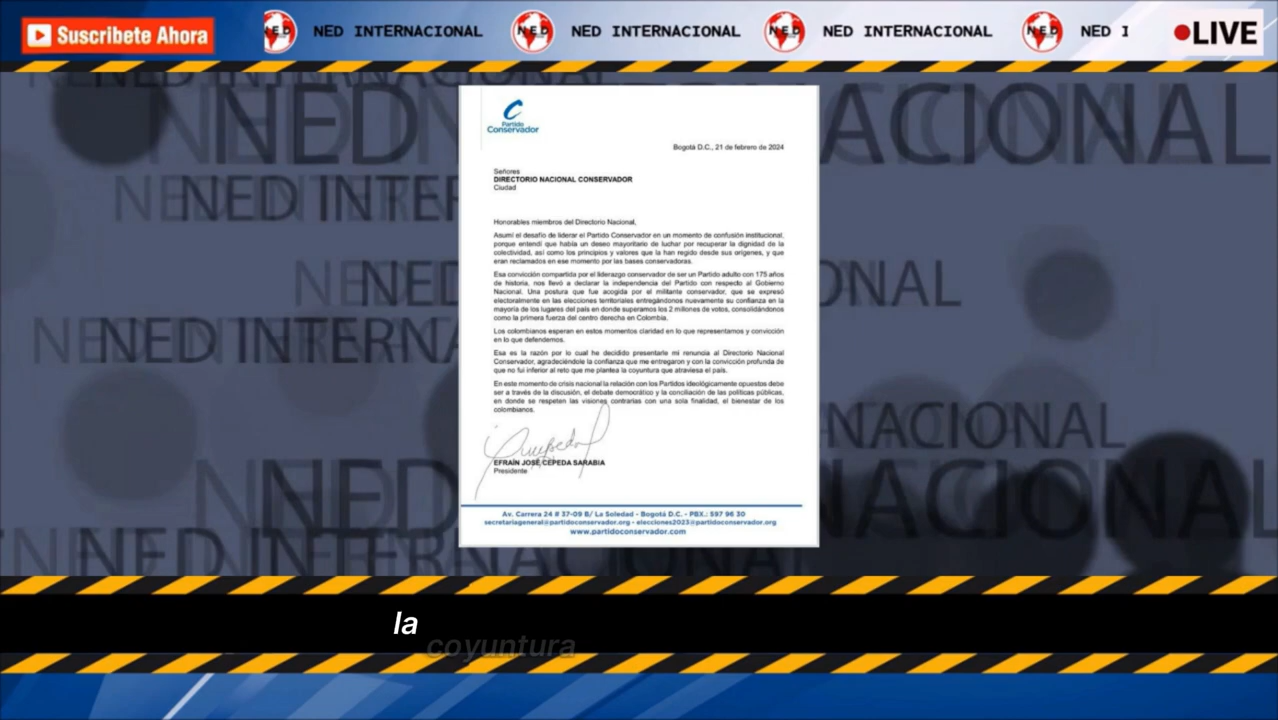 Suscribete Ahora
NED NED INTERNACIONAL NED NED INTERNACIONAL NED NED INTERNACIONAL NED NED I
LIVE
Partido
Conservador
Bogotá D.C., 21 de febrero de 2024
Señores
DIRECTORIO NACIONAL CONSERVADOR
Ciudad
Honorables miembros del Directorio Nacional,
Asumí el desafío de liderar el Partido Conservador en un momento de confusión institucional,
porque entendí que había un deseo mayoritario de luchar por recuperar la dignidad de la
colectividad, así como los principios y valores que la han regido desde sus orígenes, y que
eran reclamados en ese momento por las bases conservadoras.
Esa convicción compartida por el liderazgo conservador de ser un Partido adulto con 175 años
de historia, nos llevó a declarar la independencia del Partido con respecto al Gobierno
Nacional. Una postura que fue acogida por el militante conservador, que se expresó
electoralmente en las elecciones territoriales entregándonos nuevamente su confianza en la
mayoría de los lugares del país en donde superamos los 2 millones de votos, consolidándonos
como la primera fuerza del centro derecha en Colombia.
Los colombianos esperan en estos momentos claridad en lo que representamos y convicción
en lo que defendemos.
Esa es la razón por lo cual he decidido presentarle mi renuncia al Directorio Nacional
Conservador, agradeciéndole la confianza que me entregaron y con la convicción profunda de
que no fui inferior al reto que me plantea la coyuntura que atraviesa el país.
En este momento de crisis nacional la relación con los Partidos ideológicamente opuestos debe
ser a través de la discusión, el debate democrático y la conciliación de las políticas públicas,
en donde se respeten las visiones contrarias con una sola finalidad, el bienestar de los
colombianos.
EFRAÍN JOSÉ CEPEDA SARABIA
Presidente
Av. Carrera 24 # 37-09 B/ La Soledad - Bogotá D.C. - PBX.: 597 96 30
secretariageneral@partidoconservador.org - elecciones2023@partidoconservador.org
www.partidoconservador.com
la
coyuntura